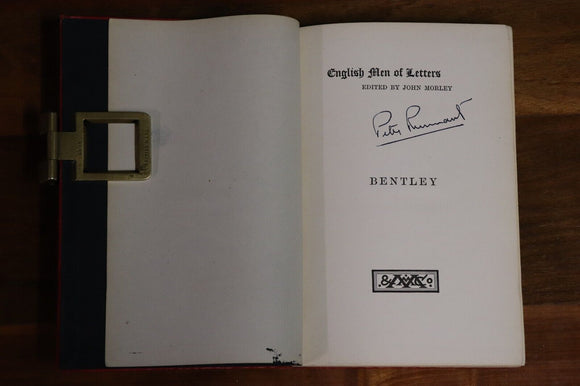 English Men of Letters
EDITED BY JOHN MORLEY
BENTLEY